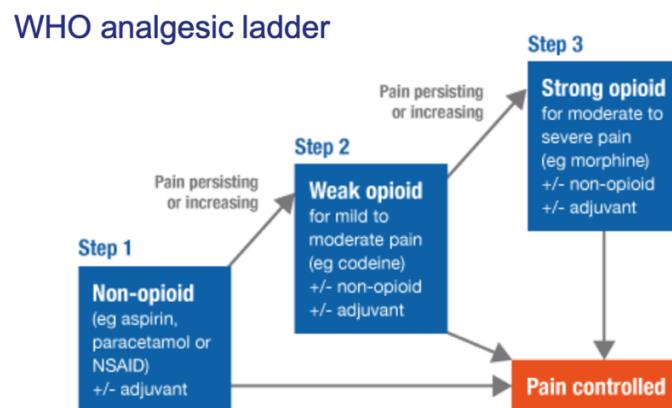 WHO analgesic ladder
Step 3
Strong opioid
for moderate to
severe pain
(eg morphine)
+/- non-opioid
+/- adjuvant
Pain persisting
or increasing
Step 2
Weak opioid
for mild to
moderate pain
(eg codeine)
+/- non-opioid
+/- adjuvant
Pain persisting
or increasing
Step 1
Non-opioid
(eg aspirin,
paracetamol or
NSAID)
+/- adjuvant
Pain controlled